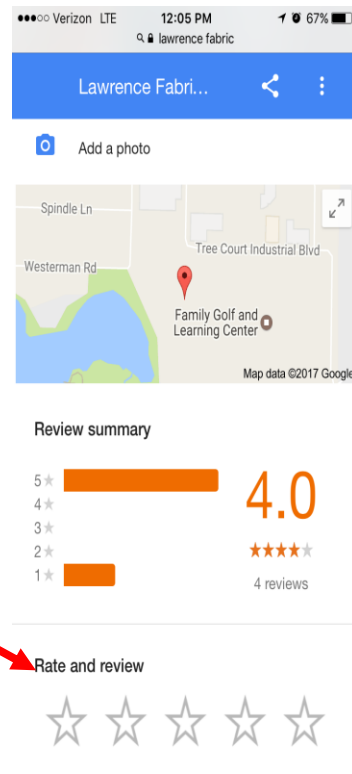 Verizon LTE 12:05 PM 67%
lawrence fabric
Lawrence Fabri...
Add a photo
Spindle Ln
Tree Court Industrial Blvd
Westerman Rd
Family Golf and
Learning Center
Map data ©2017 Google
Review summary
5★
4★
3★
2★
1★
4.0
4 reviews
Rate and review